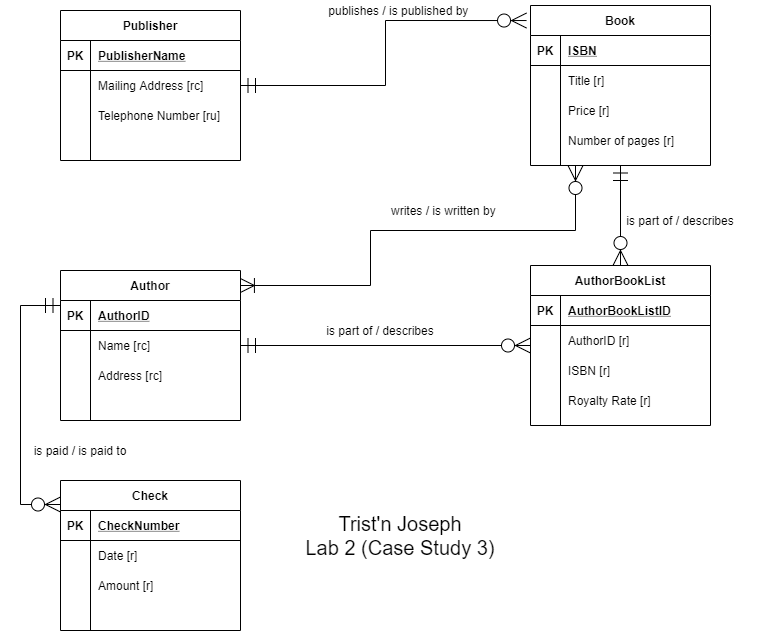 publishes / is published by
Publisher
PK PublisherName
Mailing Address [rc]
Telephone Number [ru]
Book
PK ISBN
Title [r]
Price [r]
Number of pages [r]
writes / is written by
is part of / describes
Author
PK AuthorID
Name [rc]
Address [rc]
is part of / describes
AuthorBookList
PK AuthorBookListID
AuthorID [r]
ISBN [r]
Royalty Rate [r]
is paid / is paid to
Check
PK CheckNumber
Date [r]
Amount [r]
Trist'n Joseph
Lab 2 (Case Study 3)